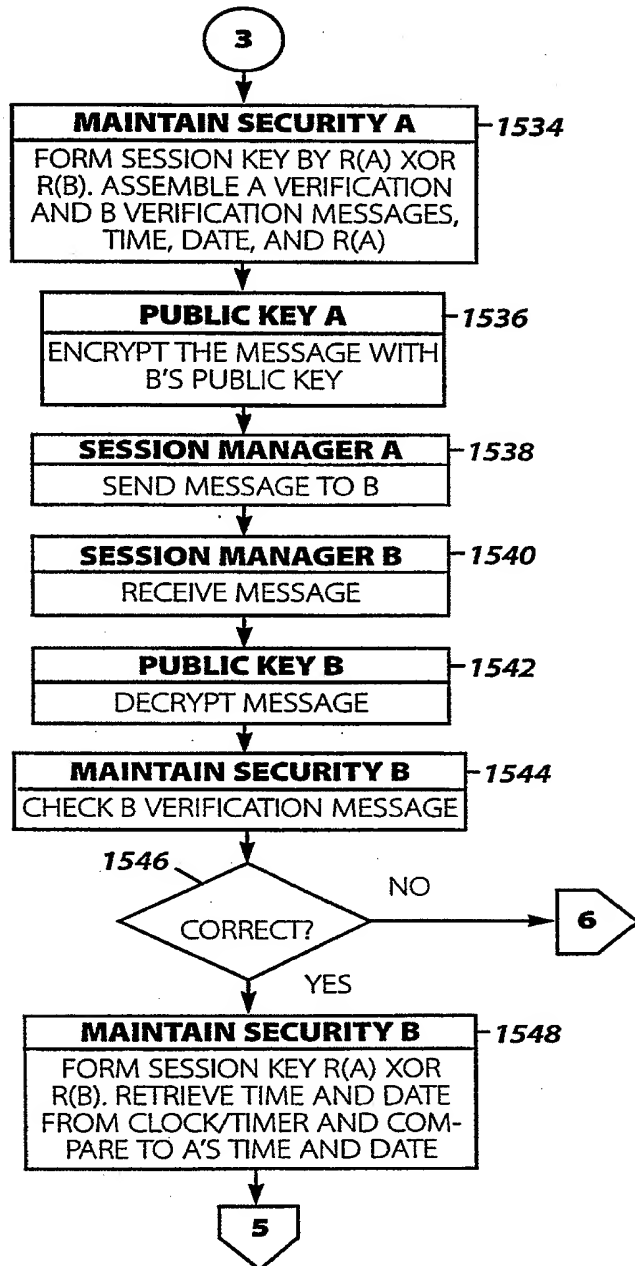 3
MAINTAIN SECURITY A
1534
FORM SESSION KEY BY R(A) XOR
R(B). ASSEMBLE A VERIFICATION
AND B VERIFICATION MESSAGES,
TIME, DATE, AND R(A)
PUBLIC KEY A
1536
ENCRYPT THE MESSAGE WITH
B'S PUBLIC KEY
SESSION MANAGER A
1538
SEND MESSAGE TO B
SESSION MANAGER B
1540
RECEIVE MESSAGE
PUBLIC KEY B
1542
DECRYPT MESSAGE
MAINTAIN SECURITY B
1544
CHECK B VERIFICATION MESSAGE
1546
NO
CORRECT?
6
YES
MAINTAIN SECURITY B
1548
FORM SESSION KEY R(A) XOR
R(B). RETRIEVE TIME AND DATE
FROM CLOCK/TIMER AND COM-
PARE TO A'S TIME AND DATE
5